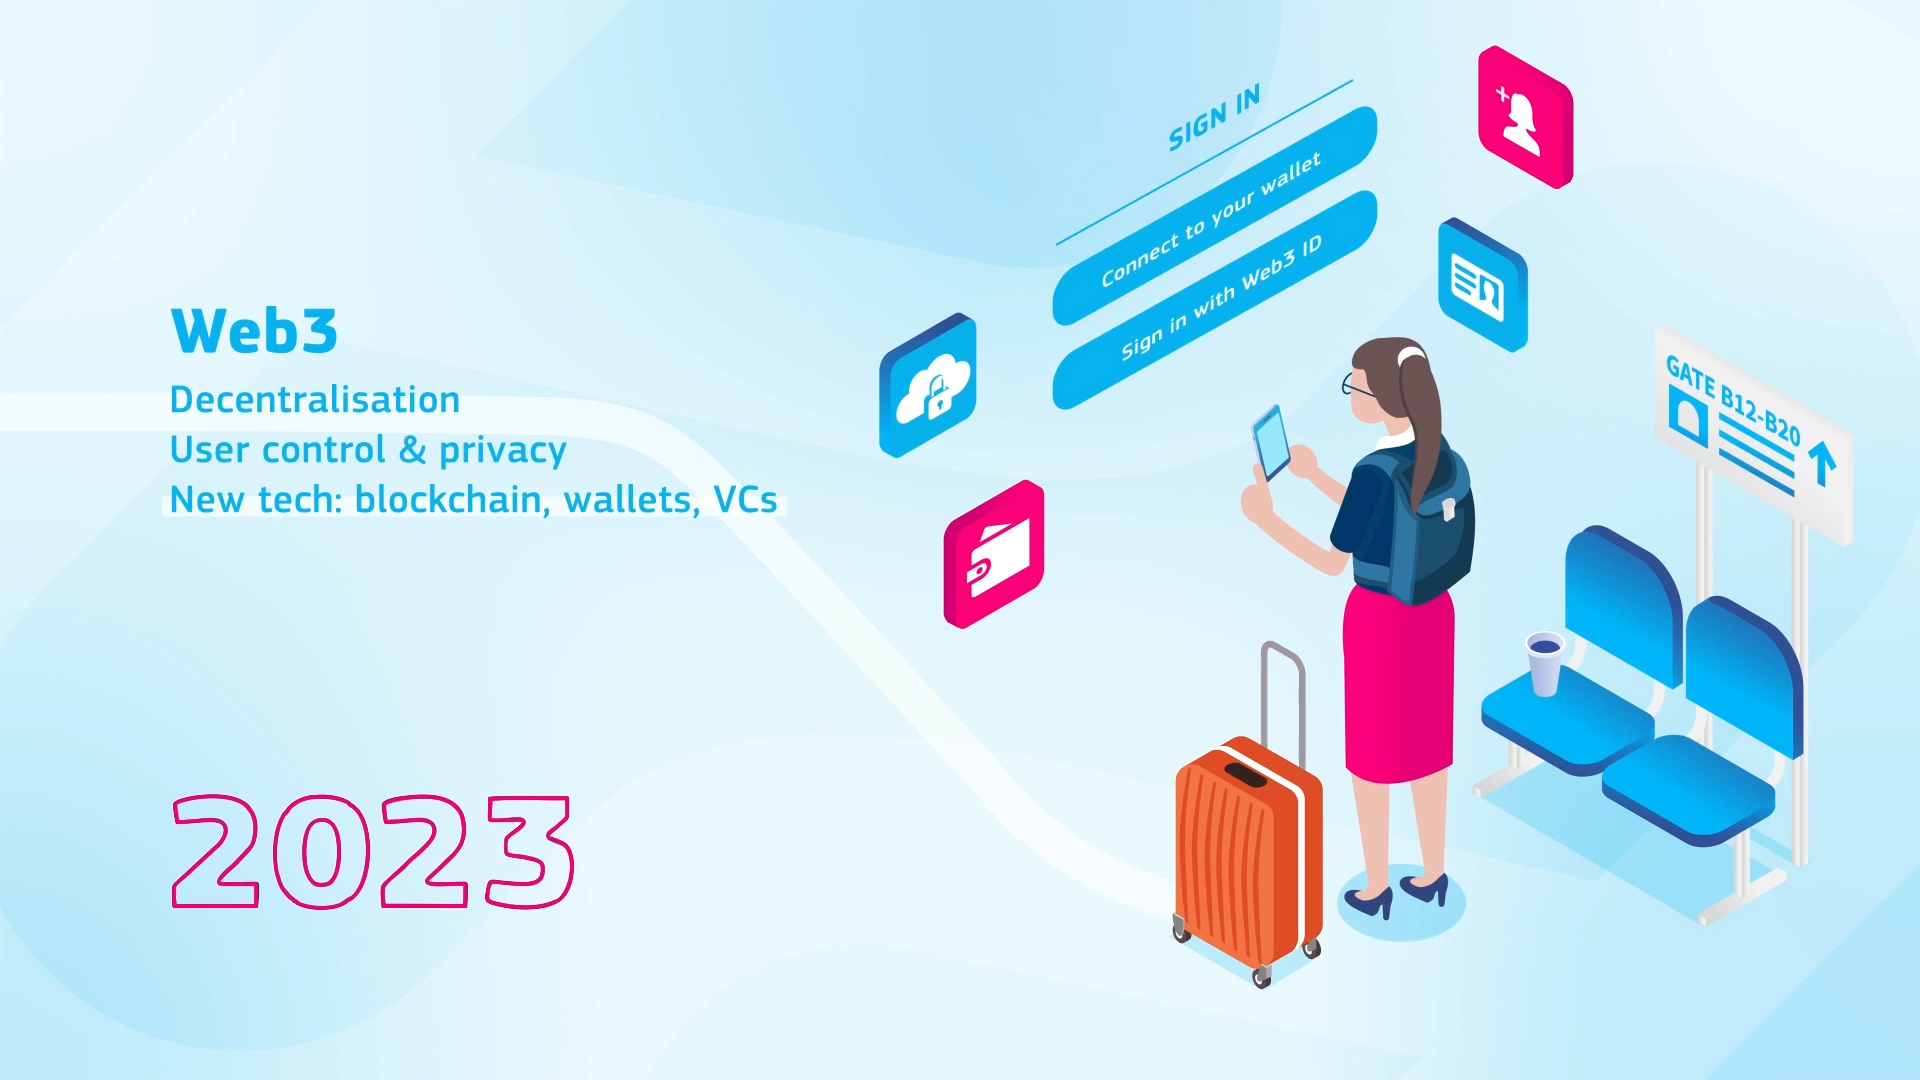 Web3
Decentralisation
User control & privacy
New tech: blockchain, wallets, VCs
2023
SIGN IN
Connect to your wallet
Sign in with Web3 ID
GATE B12-B20